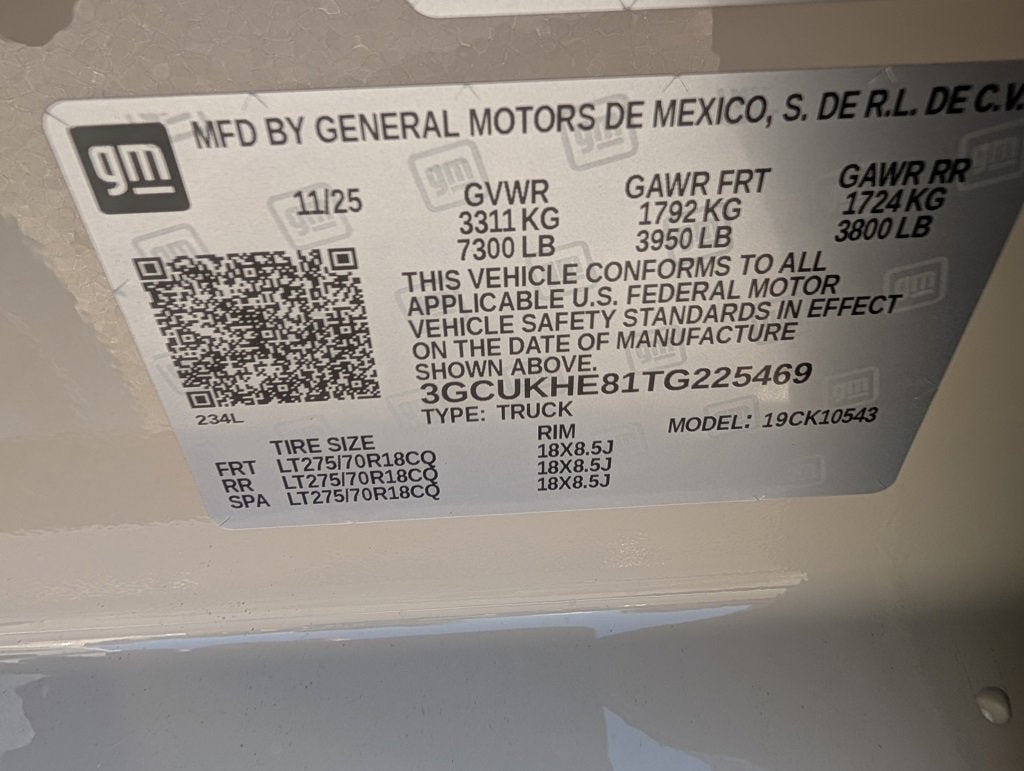 gm
MFD BY GENERAL MOTORS DE MEXICO, S. DE R.L. DE C.V.
11/25
GVWR GAWR FRT GAWR RR
3311 KG 1792 KG 1724 KG
7300 LB 3950 LB 3800 LB
THIS VEHICLE CONFORMS TO ALL
APPLICABLE U.S. FEDERAL MOTOR
VEHICLE SAFETY STANDARDS IN EFFECT
ON THE DATE OF MANUFACTURE
SHOWN ABOVE.
3GCUKHE81TG225469
234L
TYPE: TRUCK MODEL: 19CK10543
TIRE SIZE RIM
FRT LT275/70R18CQ 18X8.5J
RR LT275/70R18CQ 18X8.5J
SPA LT275/70R18CQ 18X8.5J